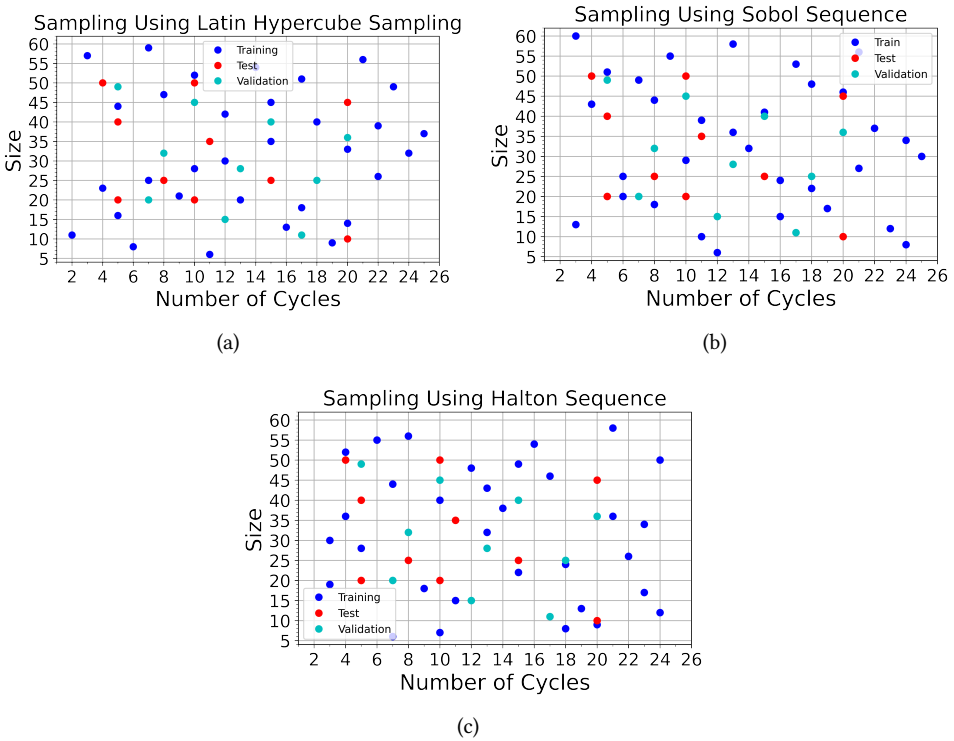 Sampling Using Latin Hypercube Sampling
60
55
50
45
40
35
30
25
20
15
10
5
Size
Training
Test
Validation
2 4 6 8 10 12 14 16 18 20 22 24 26
Number of Cycles
(a)
Sampling Using Sobol Sequence
60
55
50
45
40
35
30
25
20
15
10
5
Size
Train
Test
Validation
2 4 6 8 10 12 14 16 18 20 22 24 26
Number of Cycles
(b)
Sampling Using Halton Sequence
60
55
50
45
40
35
30
25
20
15
10
5
Size
Training
Test
Validation
2 4 6 8 10 12 14 16 18 20 22 24 26
Number of Cycles
(c)